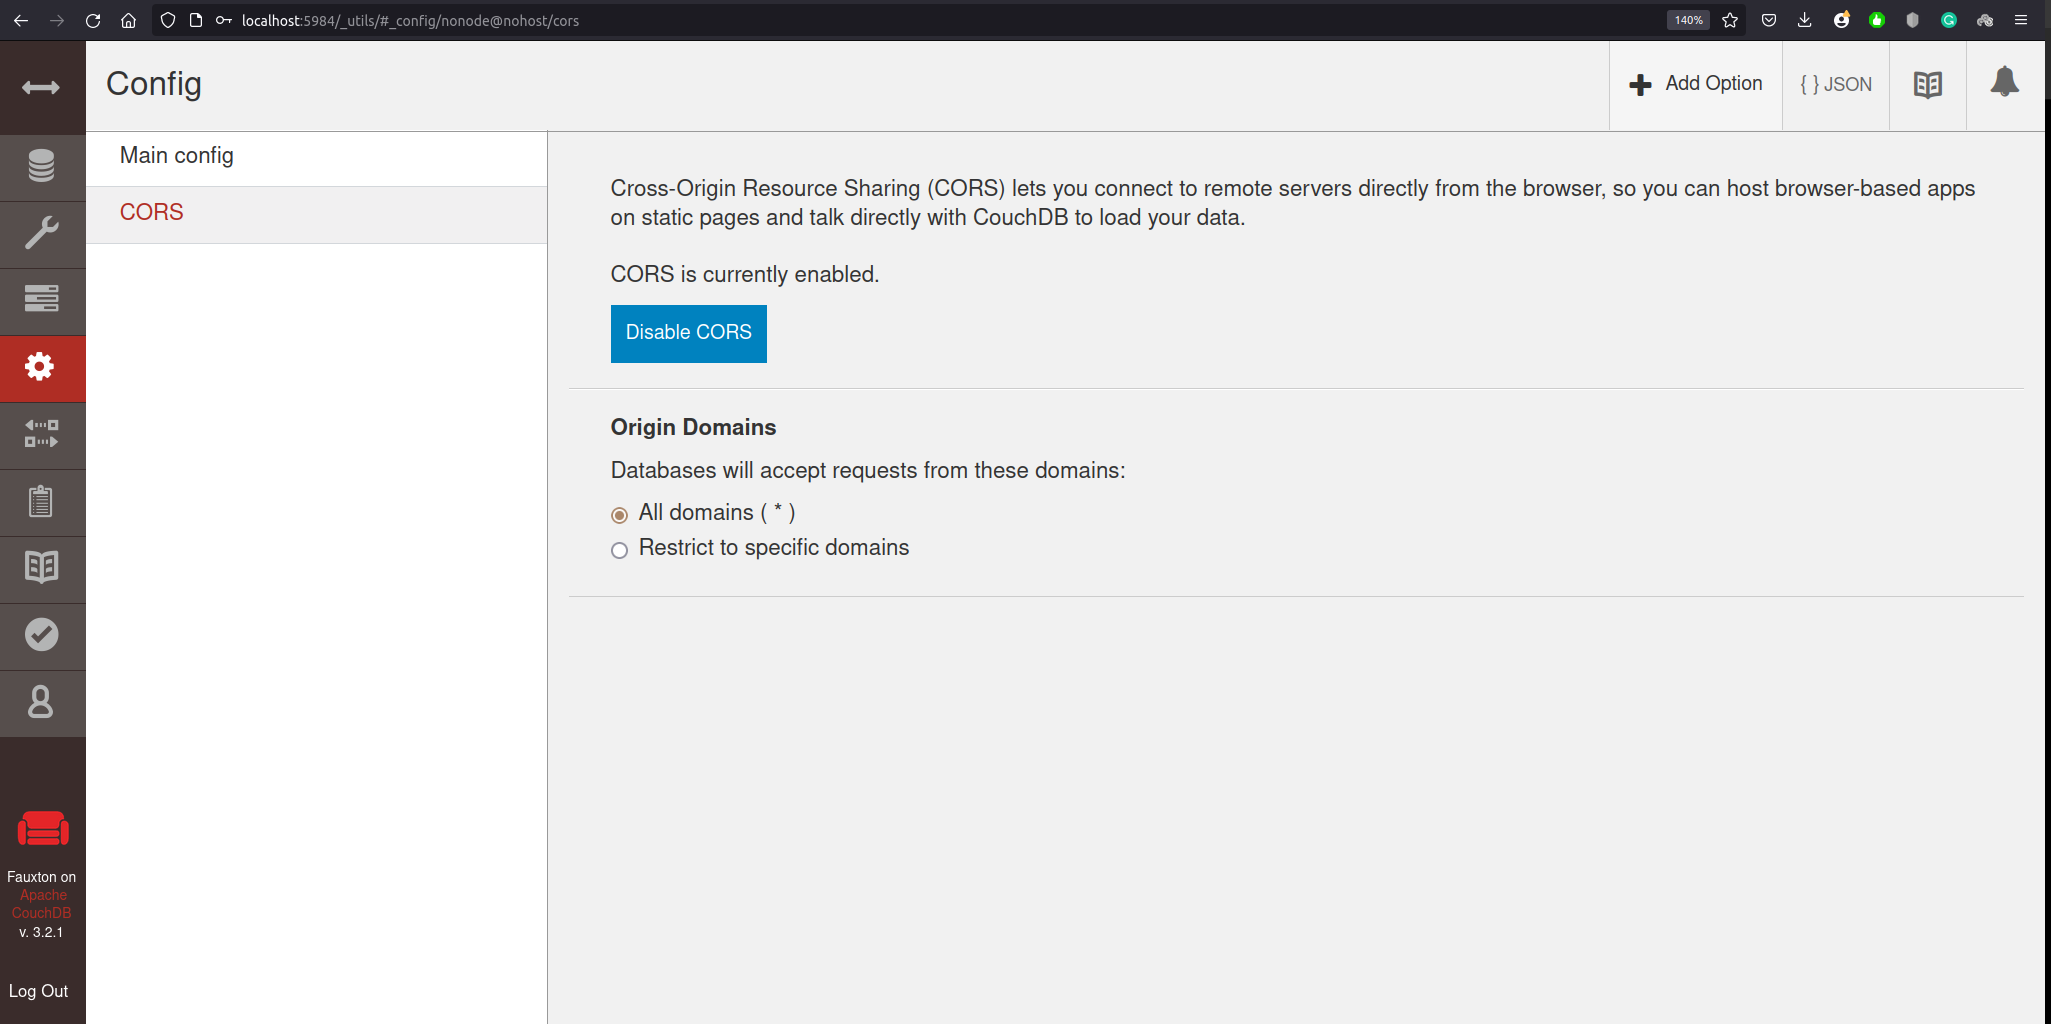 localhost:5984/_utils/#_config/nonode@nohost/cors
140%
Config
Add Option
{ } JSON
Main config
CORS
Cross-Origin Resource Sharing (CORS) lets you connect to remote servers directly from the browser, so you can host browser-based apps
on static pages and talk directly with CouchDB to load your data.
CORS is currently enabled.
Disable CORS
Origin Domains
Databases will accept requests from these domains:
All domains ( * )
Restrict to specific domains
Fauxton on
Apache
CouchDB
v. 3.2.1
Log Out